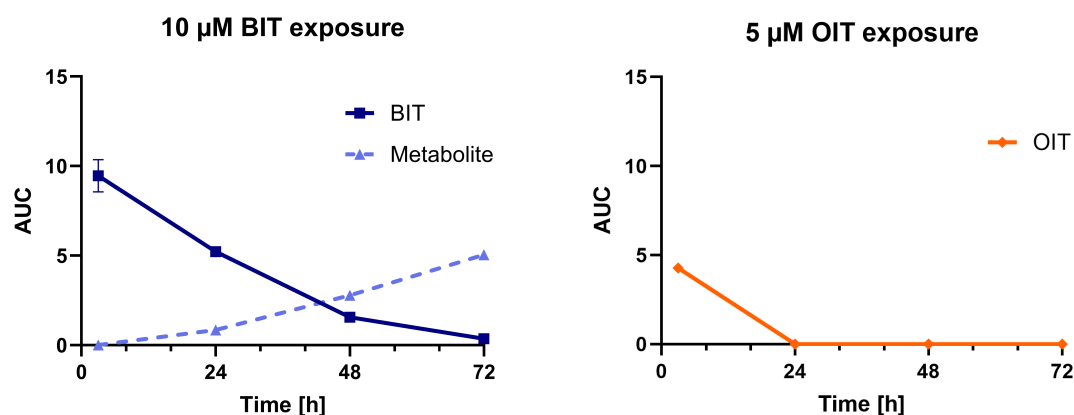 10 µM BIT exposure
15
10
5
0
AUC
BIT
Metabolite
0 24 48 72
Time [h]
5 µM OIT exposure
15
10
5
0
AUC
OIT
0 24 48 72
Time [h]